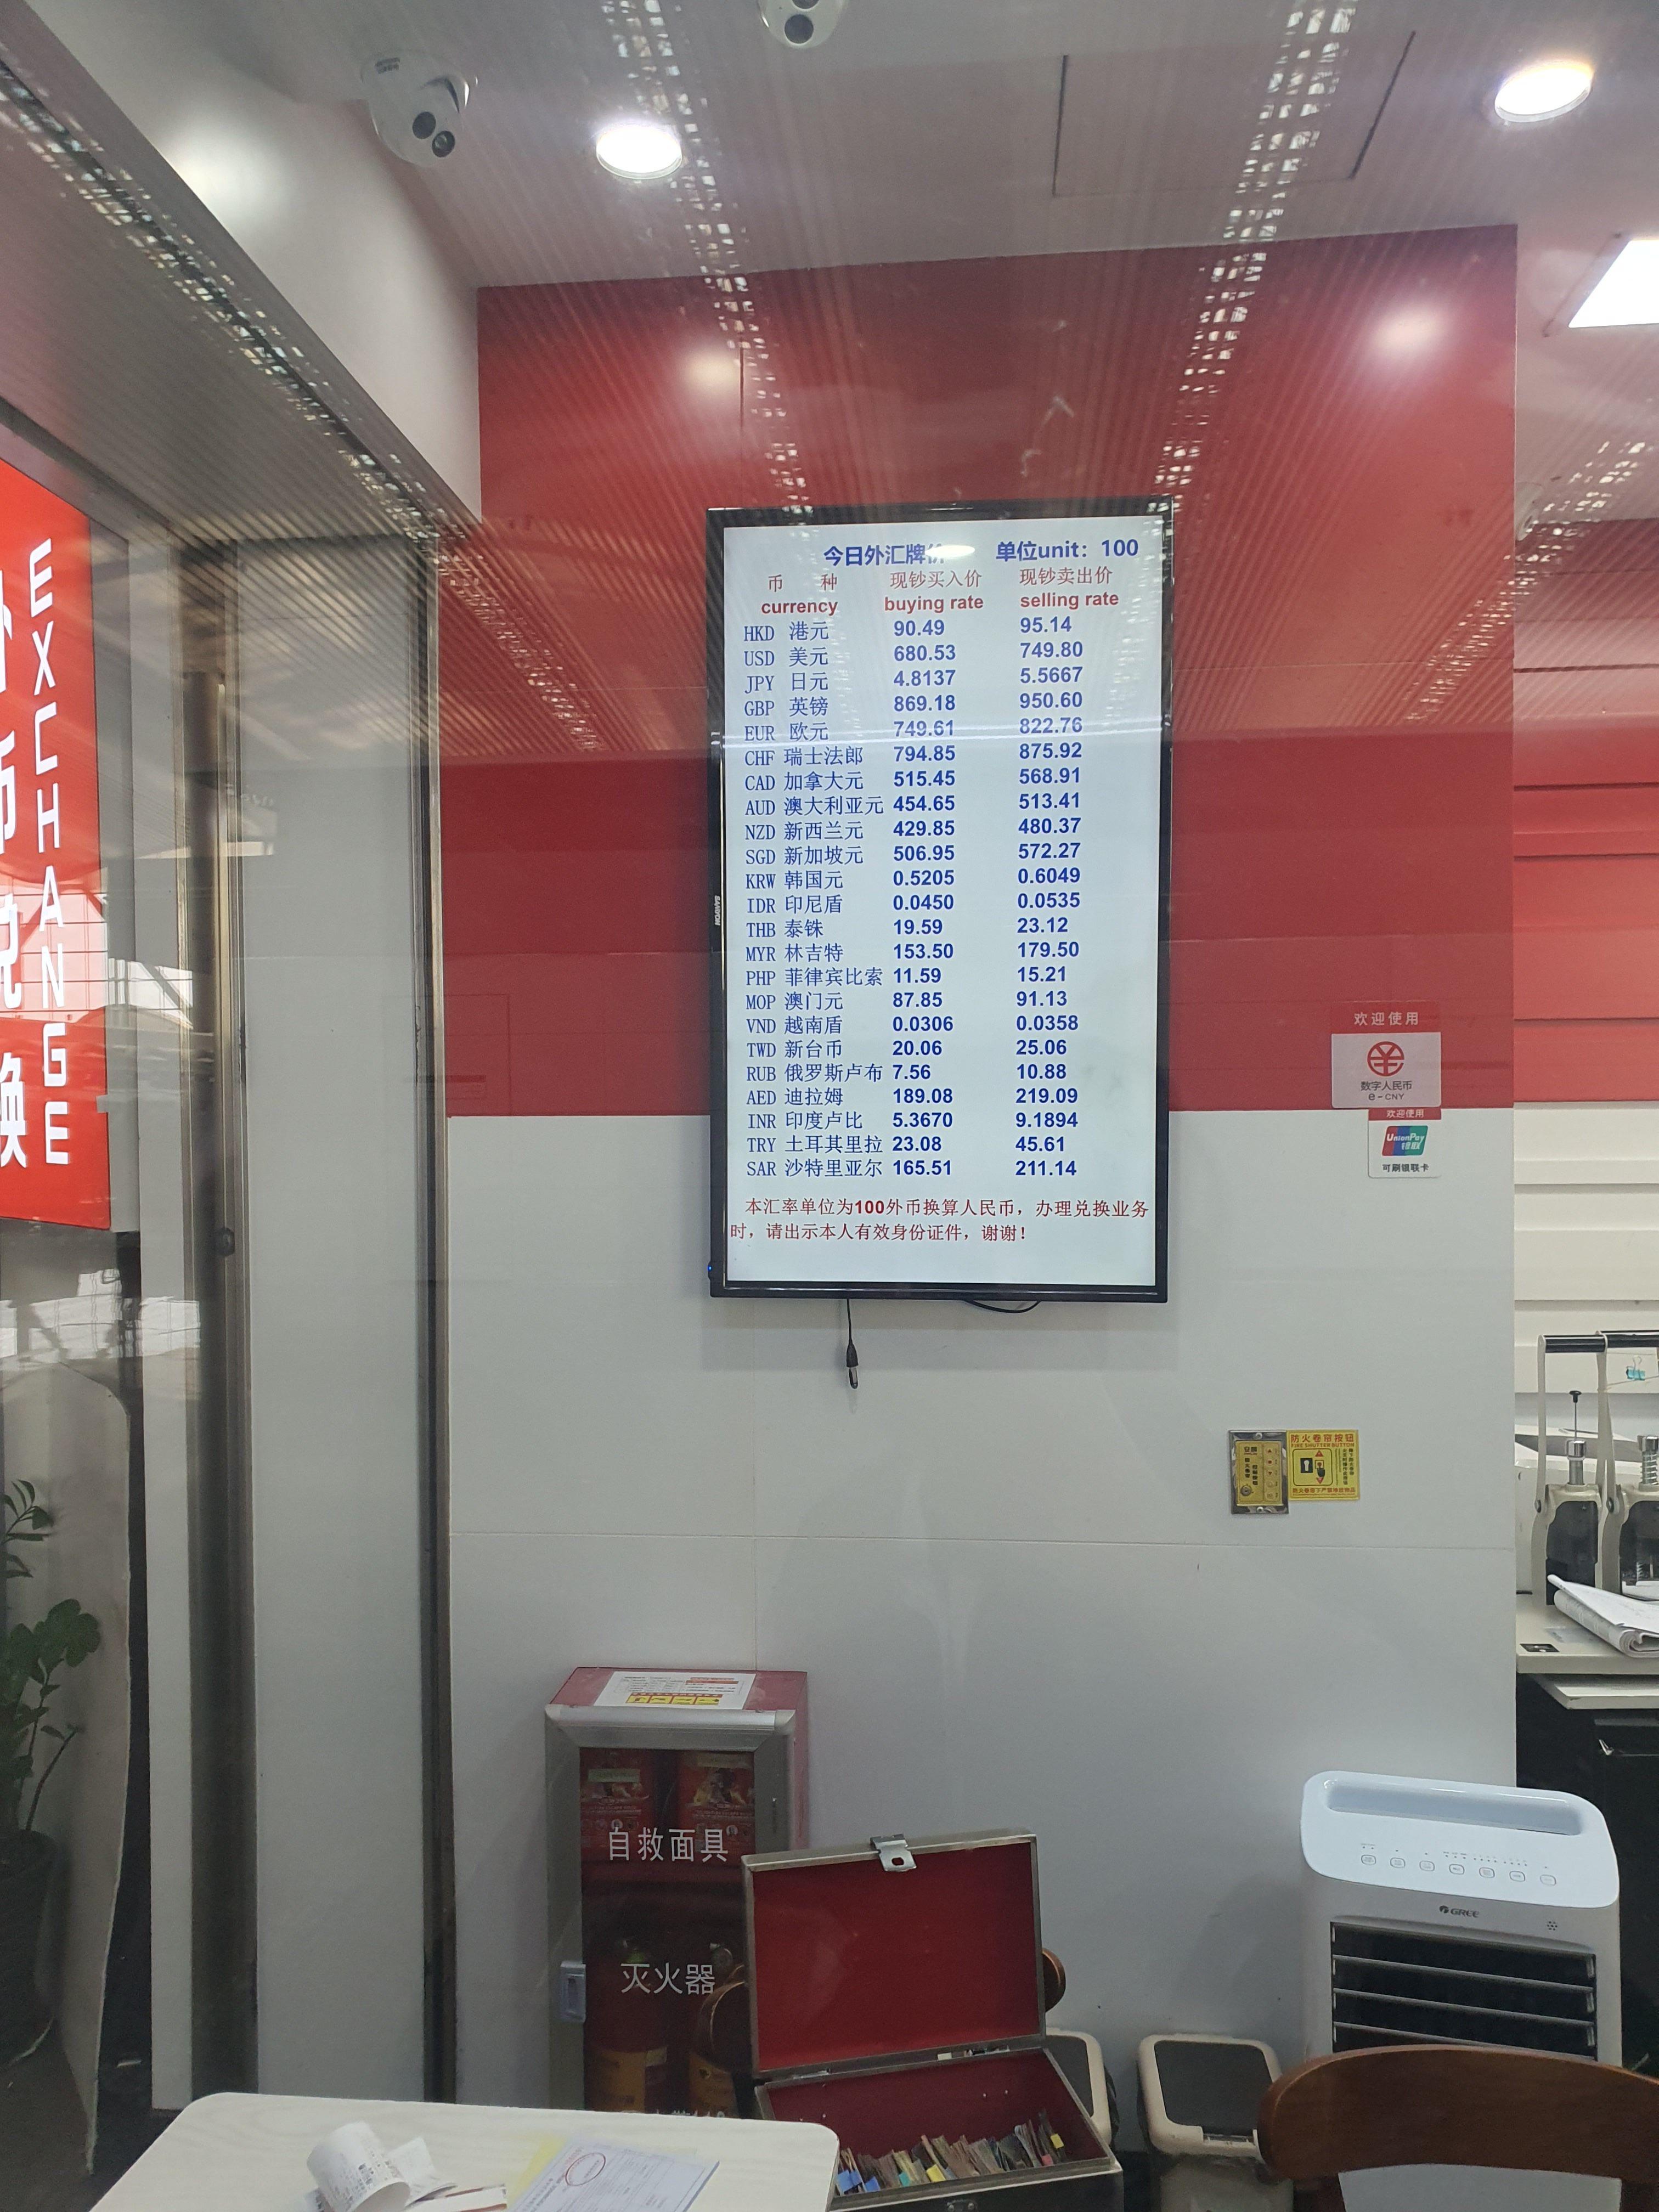 EXCHANGE
今日外汇牌价 单位unit：100
币 种 现钞买入价 现钞卖出价
currency buying rate selling rate
HKD 港元 90.49 95.14
USD 美元 680.53 749.80
JPY 日元 4.8137 5.5667
GBP 英镑 869.18 950.60
EUR 欧元 749.61 822.76
CHF 瑞士法郎 794.85 875.92
CAD 加拿大元 515.45 568.91
AUD 澳大利亚元 454.65 513.41
NZD 新西兰元 429.85 480.37
SGD 新加坡元 506.95 572.27
KRW 韩国元 0.5205 0.6049
IDR 印尼盾 0.0450 0.0535
THB 泰铢 19.59 23.12
MYR 林吉特 153.50 179.50
PHP 菲律宾比索 11.59 15.21
MOP 澳门元 87.85 91.13
VND 越南盾 0.0306 0.0358
TWD 新台币 20.06 25.06
RUB 俄罗斯卢布 7.56 10.88
AED 迪拉姆 189.08 219.09
INR 印度卢比 5.3670 9.1894
TRY 土耳其里拉 23.08 45.61
SAR 沙特里亚尔 165.51 211.14
本汇率单位为100外币换算人民币，办理兑换业务
时，请出示本人有效身份证件，谢谢！
欢迎使用
数字人民币
e-CNY
欢迎使用
UnionPay
银联
可刷银联卡
防火卷帘按钮
FIRE SHUTTER BUTTON
自救面具
灭火器
GREE